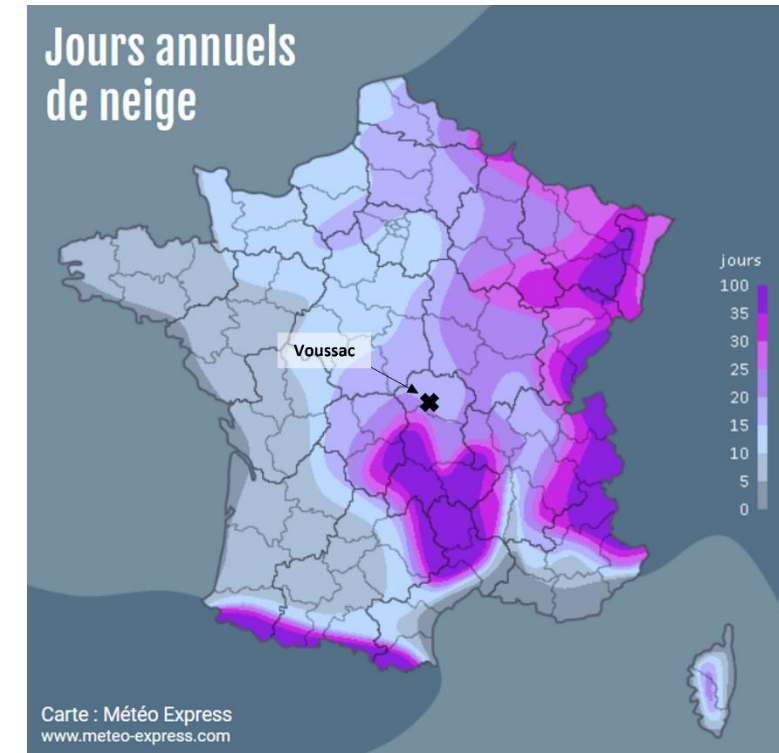 Jours annuels
de neige
Voussac
jours
100
35
30
25
20
15
10
5
0
Carte : Météo Express
www.meteo-express.com